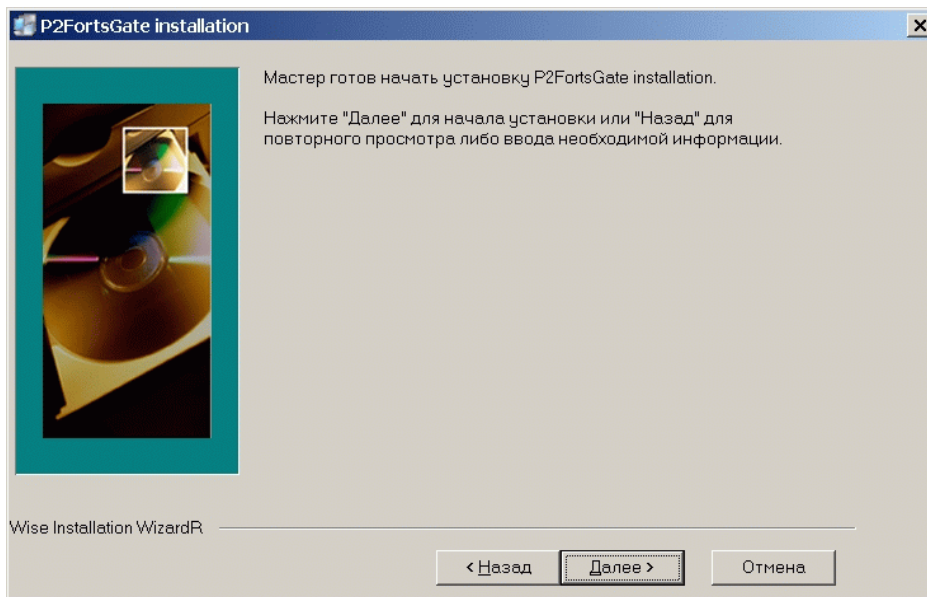 P2FortsGate installation
Мастер готов начать установку P2FortsGate installation.
Нажмите "Далее" для начала установки или "Назад" для
повторного просмотра либо ввода необходимой информации.
Wise Installation WizardR
< Назад
Далее >
Отмена